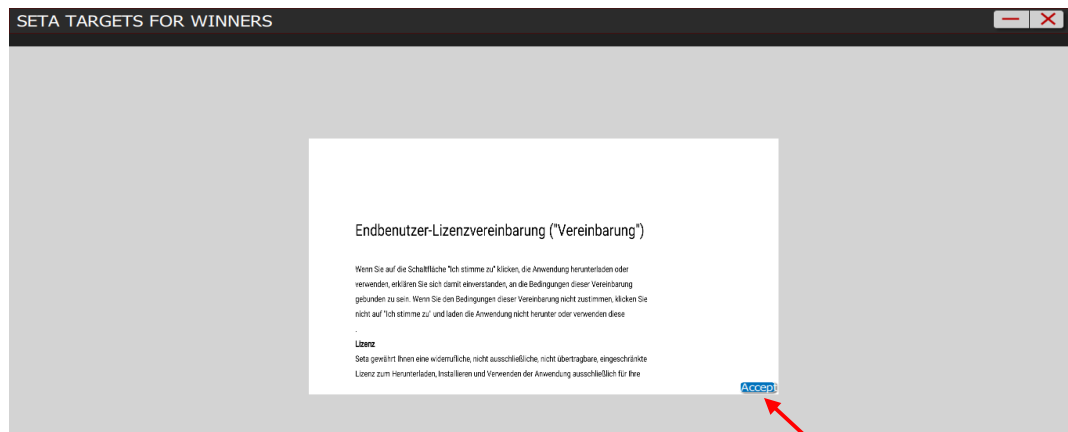 SETA TARGETS FOR WINNERS
Endbenutzer-Lizenzvereinbarung ("Vereinbarung")
Wenn Sie auf die Schaltfläche "Ich stimme zu" klicken, die Anwendung herunterladen oder
verwenden, erklären Sie sich damit einverstanden, an die Bedingungen dieser Vereinbarung
gebunden zu sein. Wenn Sie den Bedingungen dieser Vereinbarung nicht zustimmen, klicken Sie
nicht auf "Ich stimme zu" und laden die Anwendung nicht herunter oder verwenden diese
.
Lizenz
Seta gewährt Ihnen eine widerrufliche, nicht ausschließliche, nicht übertragbare, eingeschränkte
Lizenz zum Herunterladen, Installieren und Verwenden der Anwendung ausschließlich für Ihre
Accept